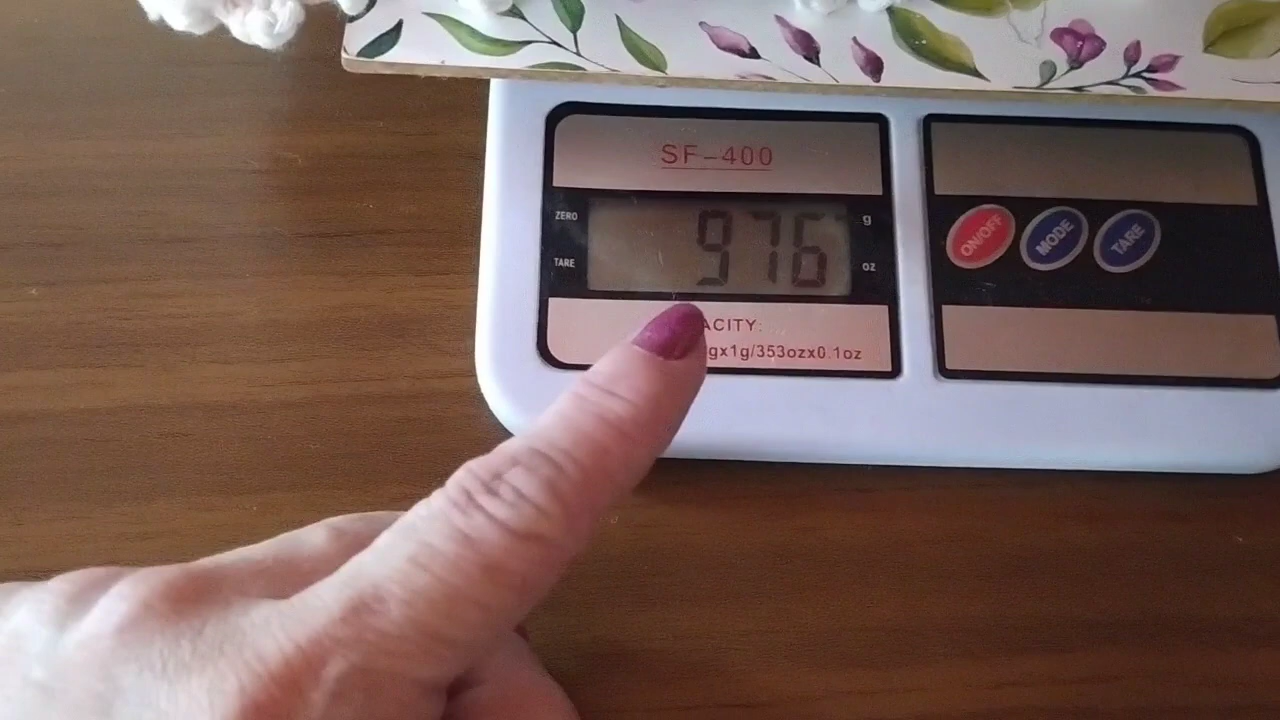 SF-400
ZERO
TARE
976
g
oz
ACITY:
gx1g/353ozx0.1oz
ON/OFF
MODE
TARE